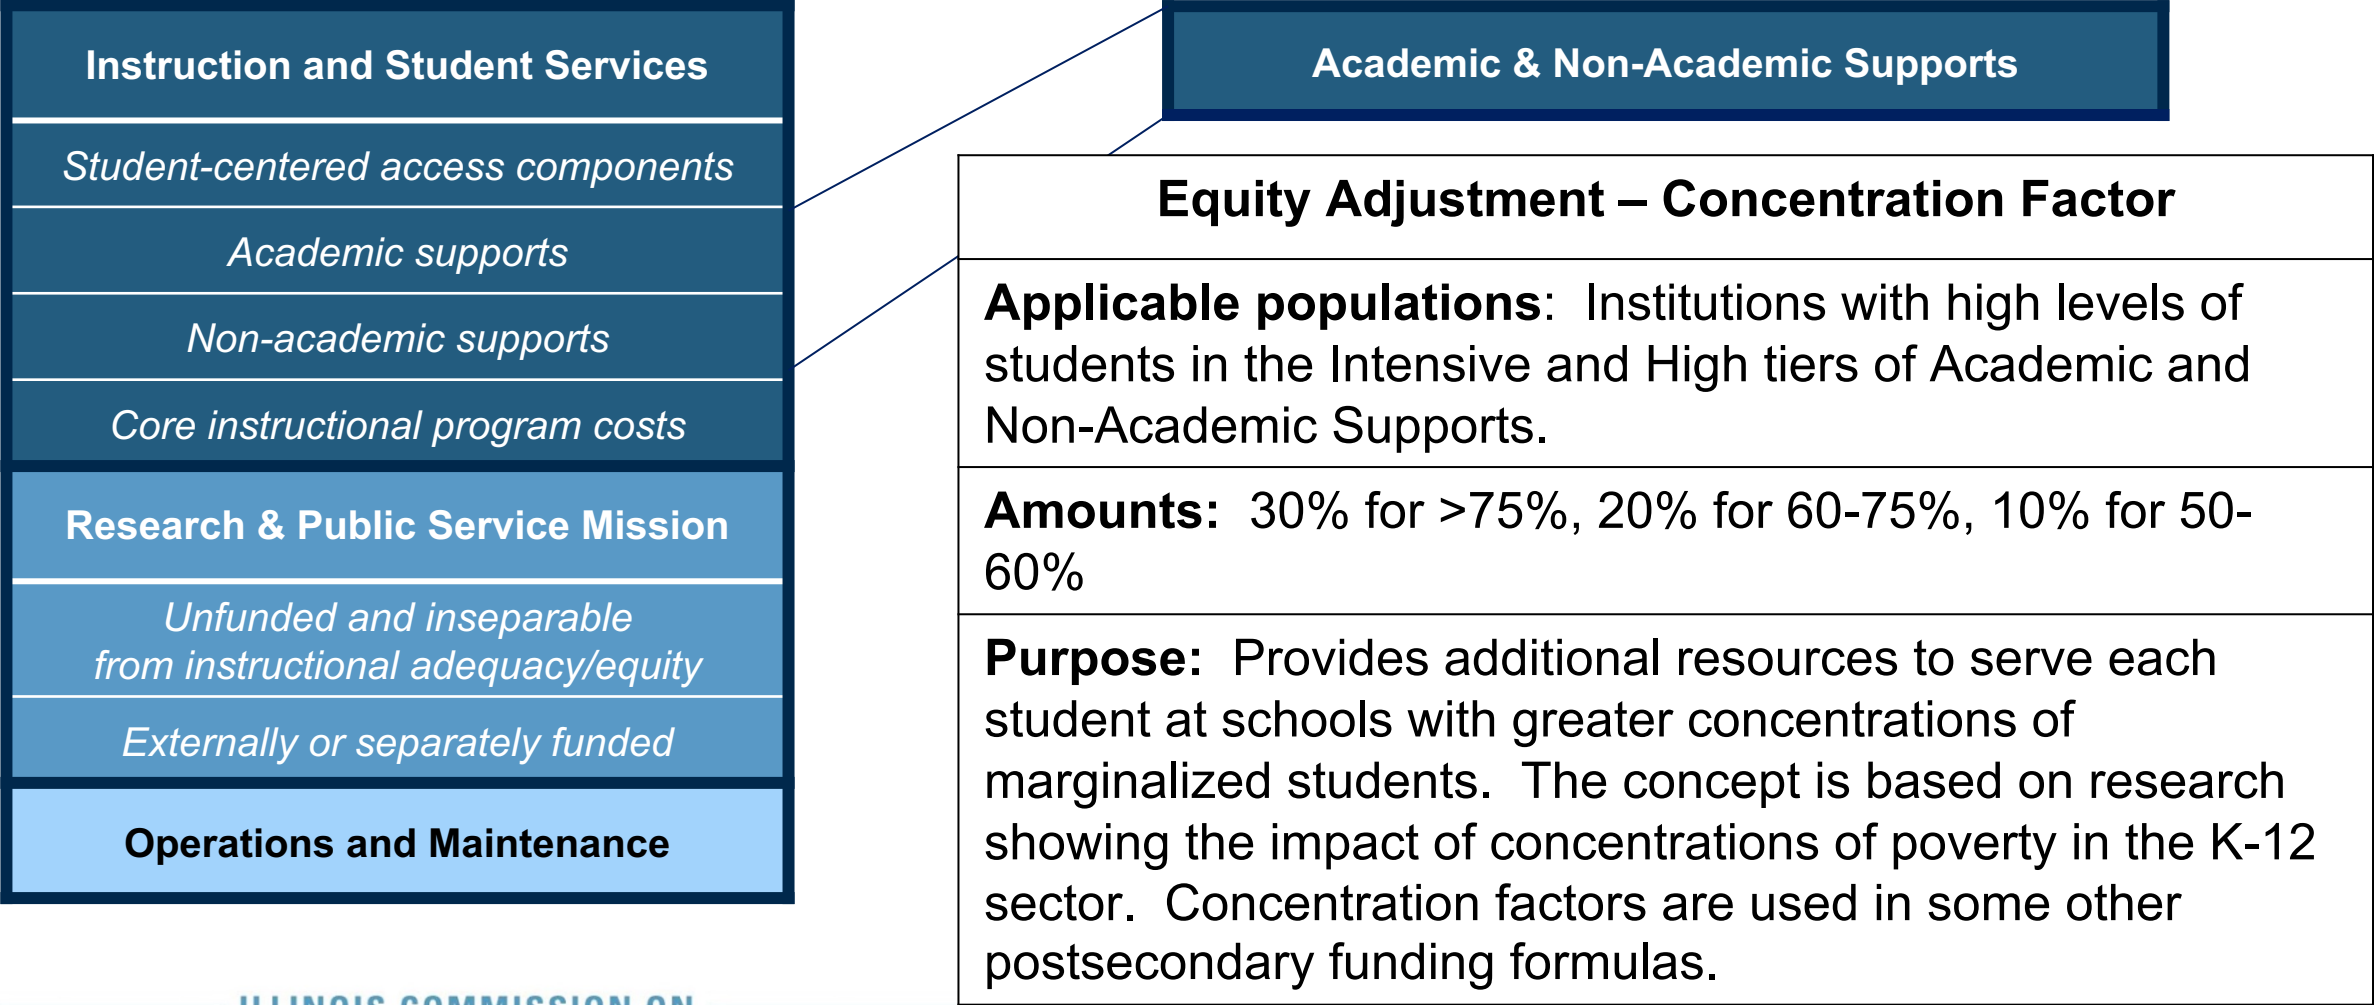 Instruction and Student Services
Student-centered access components
Academic supports
Non-academic supports
Core instructional program costs
Research & Public Service Mission
Unfunded and inseparable
from instructional adequacy/equity
Externally or separately funded
Operations and Maintenance
Academic & Non-Academic Supports
Equity Adjustment – Concentration Factor
Applicable populations:  Institutions with high levels of
students in the Intensive and High tiers of Academic and
Non-Academic Supports.
Amounts:  30% for >75%, 20% for 60-75%, 10% for 50-
60%
Purpose:  Provides additional resources to serve each
student at schools with greater concentrations of
marginalized students.  The concept is based on research
showing the impact of concentrations of poverty in the K-12
sector.  Concentration factors are used in some other
postsecondary funding formulas.
ILLINOIS COMMISSION ON